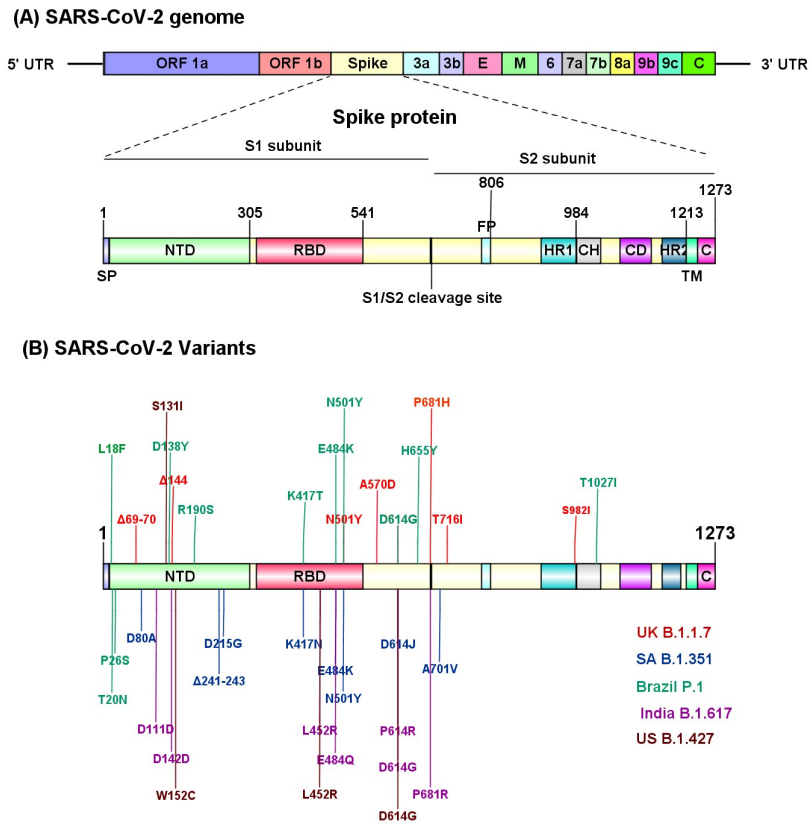 (A) SARS-CoV-2 genome
5' UTR ORF 1a ORF 1b Spike 3a 3b E M 6 7a 7b 8a 9b 9c C 3' UTR
Spike protein
S1 subunit
S2 subunit
806
1273
1 305 541 984 1213
FP
NTD RBD HR1 CH CD HR2 C
SP TM
S1/S2 cleavage site
(B) SARS-CoV-2 Variants
S131I N501Y P681H
L18F D138Y E484K H655Y
Δ144 A570D T1027I
K417T
R190S S982I
Δ69-70 N501Y D614G T716I
1 1273
NTD RBD C
UK B.1.1.7
D80A D215G K417N D614J
P26S SA B.1.351
E484K A701V
Δ241-243
Brazil P.1
T20N N501Y
India B.1.617
D111D L452R P614R
US B.1.427
D142D E484Q D614G
W152C L452R P681R
D614G